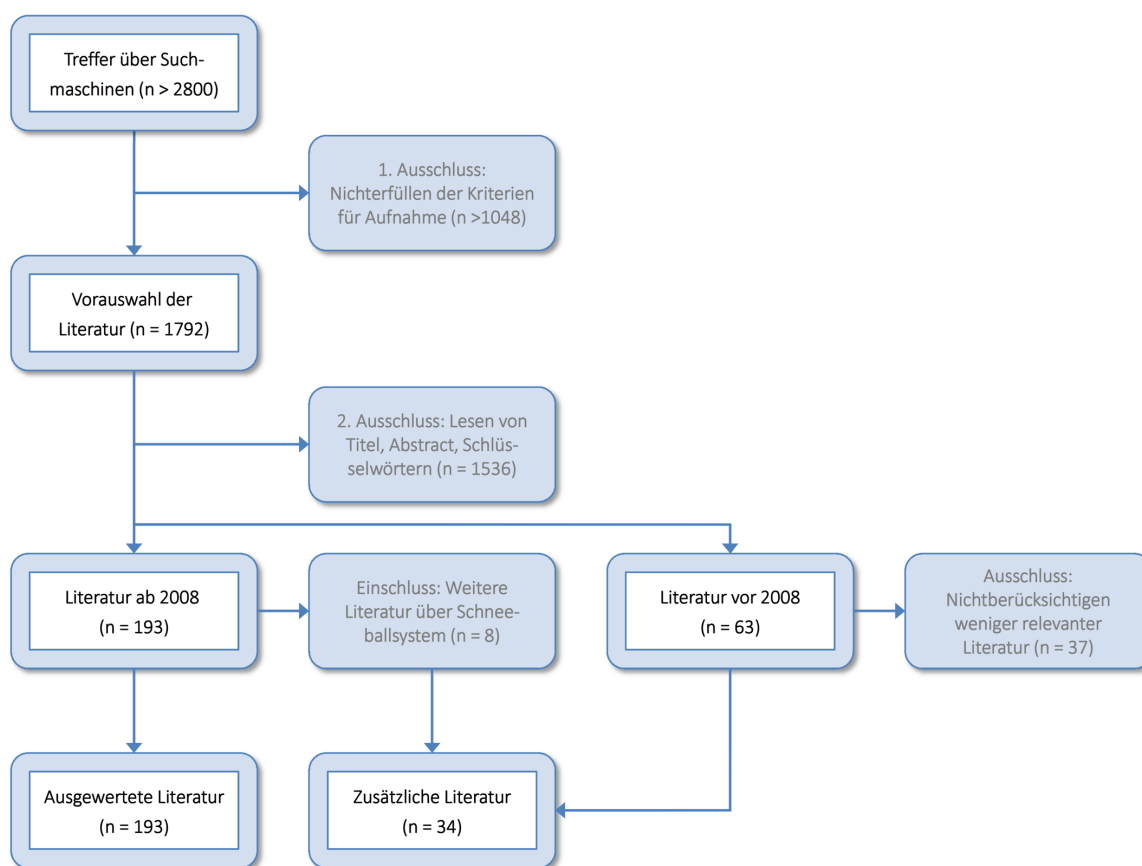 Treffer über Such-
maschinen (n > 2800)
1. Ausschluss:
Nichterfüllen der Kriterien
für Aufnahme (n >1048)
Vorauswahl der
Literatur (n = 1792)
2. Ausschluss: Lesen von
Titel, Abstract, Schlüs-
selwörtern (n = 1536)
Literatur ab 2008
(n = 193)
Einschluss: Weitere
Literatur über Schnee-
ballsystem (n = 8)
Literatur vor 2008
(n = 63)
Ausschluss:
Nichtberücksichtigen
weniger relevanter
Literatur (n = 37)
Ausgewertete Literatur
(n = 193)
Zusätzliche Literatur
(n = 34)